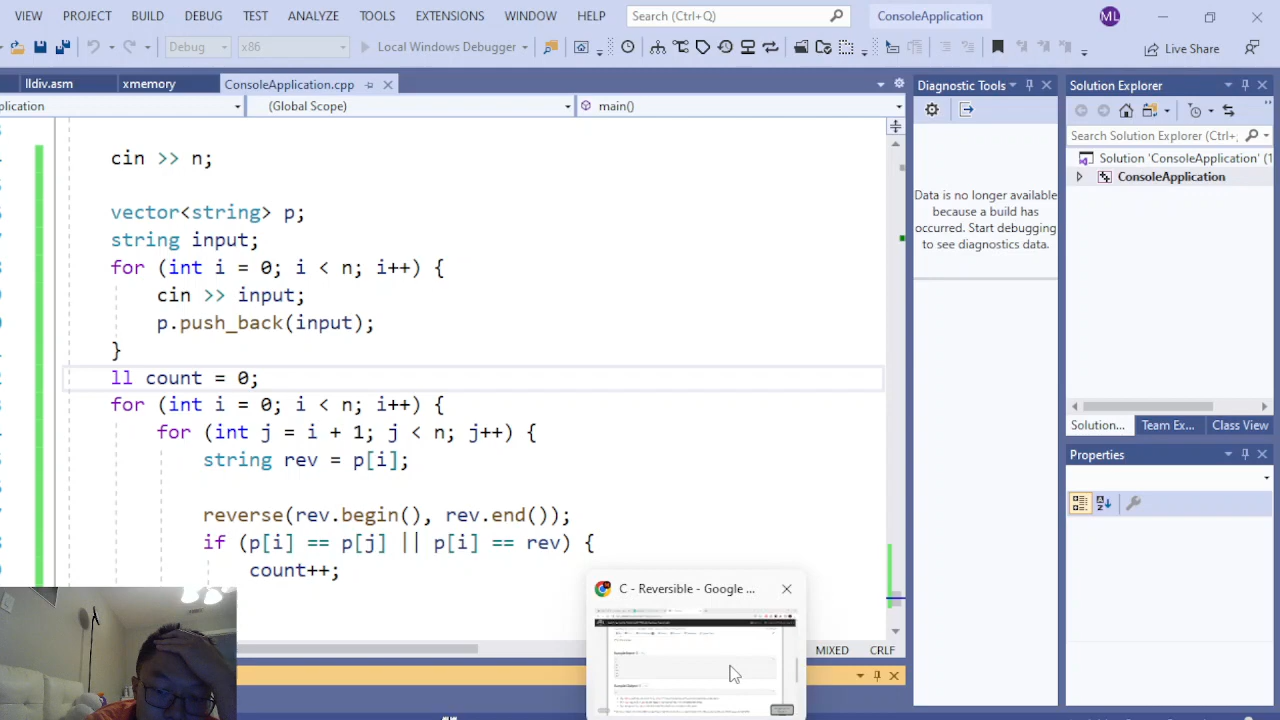 VIEW PROJECT BUILD DEBUG TEST ANALYZE TOOLS EXTENSIONS WINDOW HELP Search (Ctrl+Q) ConsoleApplication ML
Debug x86 Local Windows Debugger Live Share
lldiv.asm xmemory ConsoleApplication.cpp Diagnostic Tools Solution Explorer
plication (Global Scope) main()
Search Solution Explorer (Ctrl+;
cin >> n;
Solution 'ConsoleApplication' (1
ConsoleApplication
Data is no longer available
because a build has
occurred. Start debugging
to see diagnostics data.
vector<string> p;
string input;
for (int i = 0; i < n; i++) {
cin >> input;
p.push_back(input);
}
ll count = 0;
for (int i = 0; i < n; i++) {
Solution... Team Ex... Class View
for (int j = i + 1; j < n; j++) {
Properties
string rev = p[i];
reverse(rev.begin(), rev.end());
if (p[i] == p[j] || p[i] == rev) {
count++;
C - Reversible - Google ...
MIXED CRLF